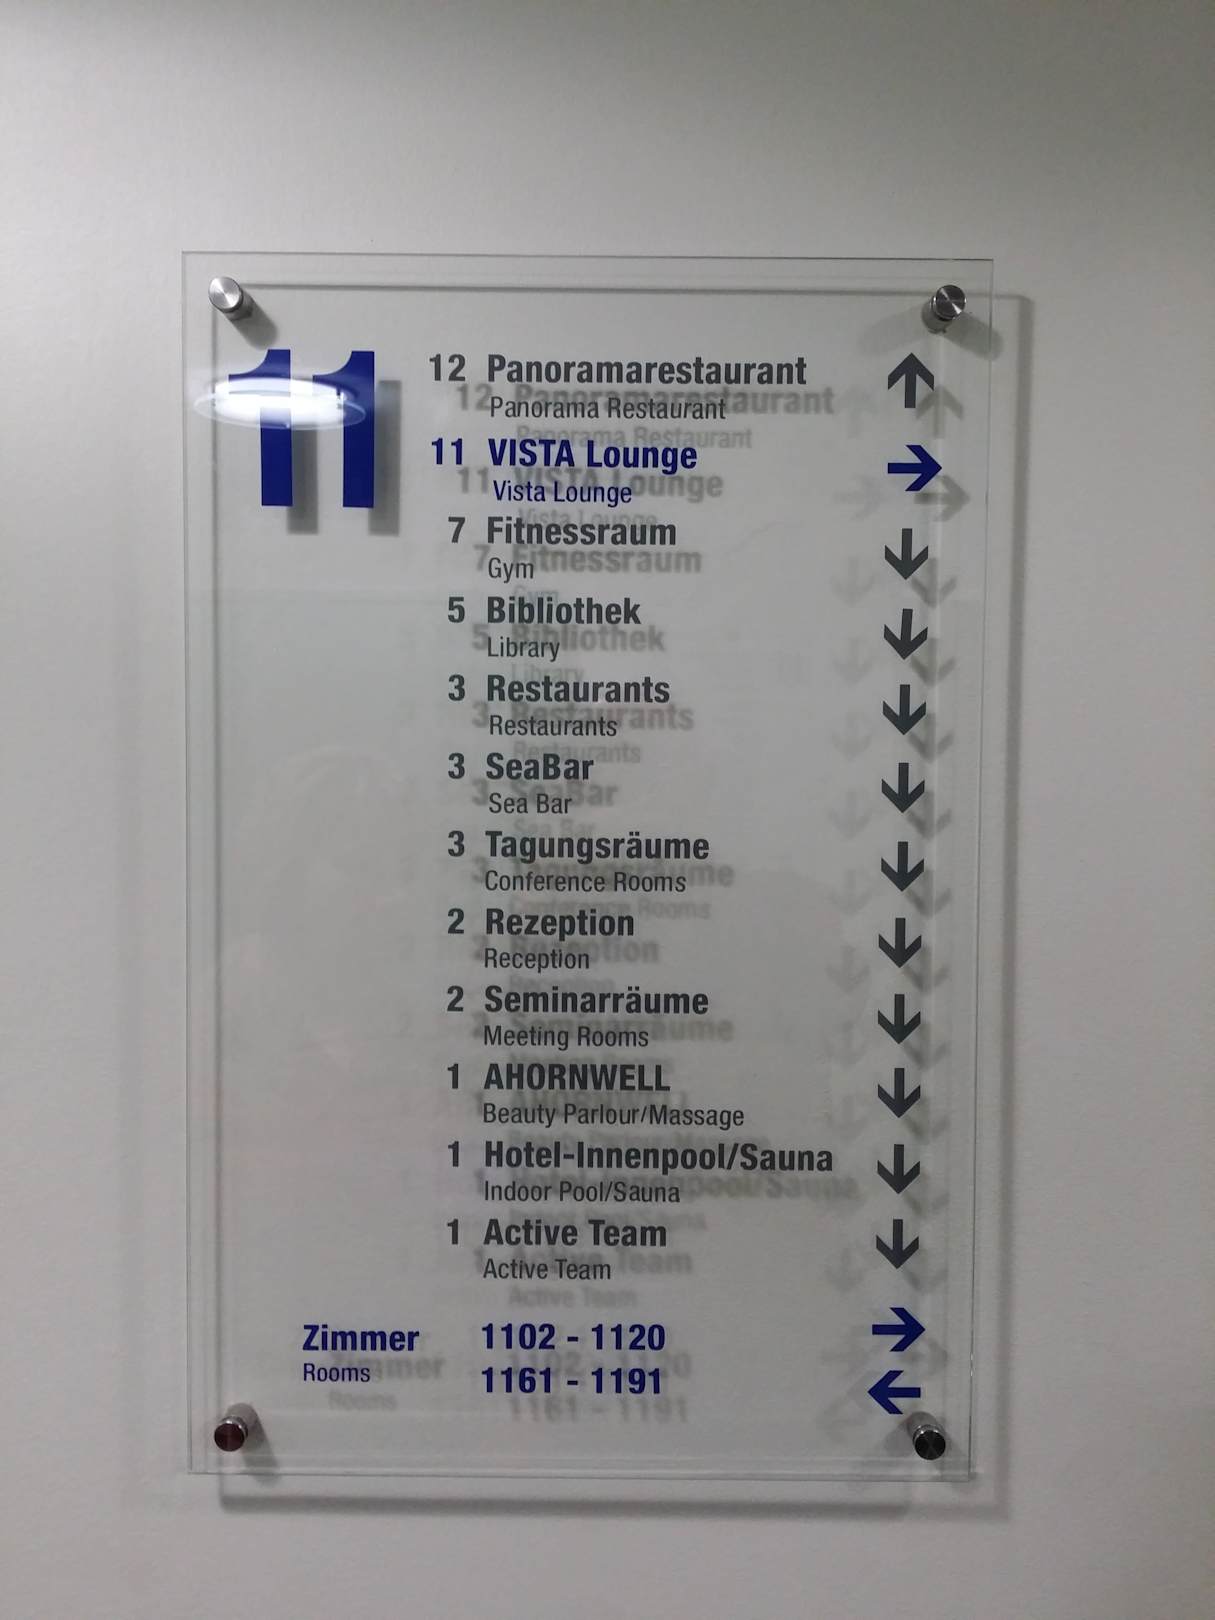 11
12 Panoramarestaurant
Panorama Restaurant
11 VISTA Lounge
Vista Lounge
7 Fitnessraum
Gym
5 Bibliothek
Library
3 Restaurants
Restaurants
3 SeaBar
Sea Bar
3 Tagungsräume
Conference Rooms
2 Rezeption
Reception
2 Seminarräume
Meeting Rooms
1 AHORNWELL
Beauty Parlour/Massage
1 Hotel-Innenpool/Sauna
Indoor Pool/Sauna
1 Active Team
Active Team
Zimmer 1102 - 1120
Rooms
1161 - 1191